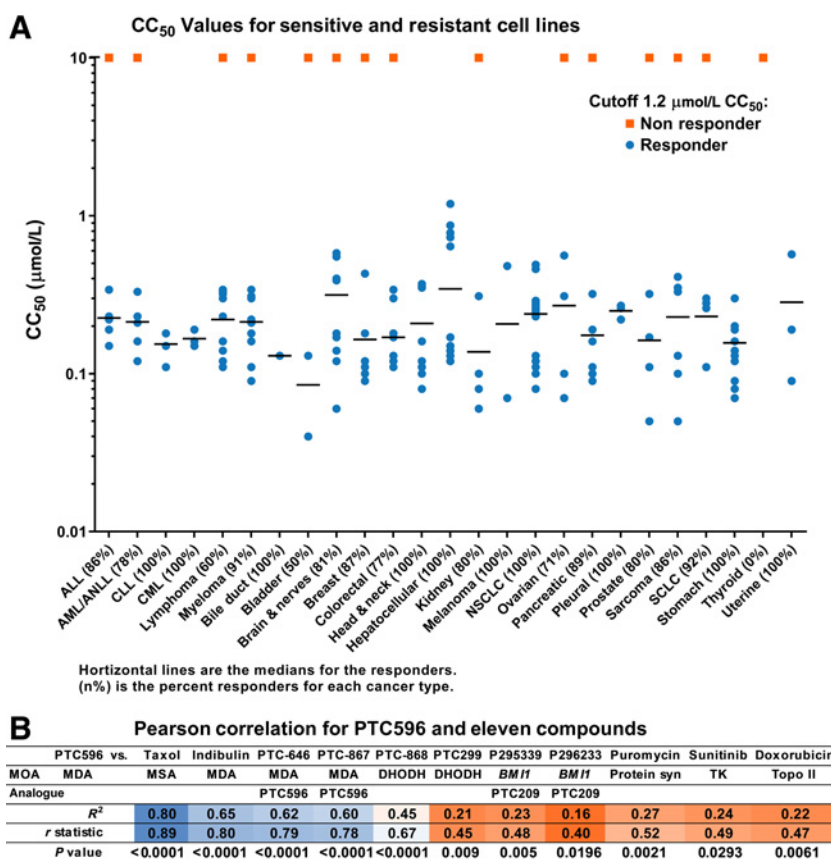 A
CC50 Values for sensitive and resistant cell lines
10
1
0.1
0.01
CC50 (μmol/L)
Cutoff 1.2 μmol/L CC50:
Non responder
Responder
ALL (86%)
AML/ANLL (78%)
CLL (100%)
CML (100%)
Lymphoma (60%)
Myeloma (91%)
Bile duct (100%)
Bladder (50%)
Brain & nerves (81%)
Breast (87%)
Colorectal (77%)
Head & neck (100%)
Hepatocellular (100%)
Kidney (80%)
Melanoma (100%)
NSCLC (100%)
Ovarian (71%)
Pancreatic (89%)
Pleural (100%)
Prostate (80%)
Sarcoma (86%)
SCLC (92%)
Stomach (100%)
Thyroid (0%)
Uterine (100%)
Hortizontal lines are the medians for the responders.
(n%) is the percent responders for each cancer type.
B
Pearson correlation for PTC596 and eleven compounds
PTC596 vs. Taxol Indibulin PTC-646 PTC-867 PTC-868 PTC299 P295339 P296233 Puromycin Sunitinib Doxorubicin
MOA MDA MSA MDA MDA MDA DHODH DHODH BMI1 BMI1 Protein syn TK Topo II
Analogue PTC596 PTC596 PTC209 PTC209
R2 0.80 0.65 0.62 0.60 0.45 0.21 0.23 0.16 0.27 0.24 0.22
r statistic 0.89 0.80 0.79 0.78 0.67 0.45 0.48 0.40 0.52 0.49 0.47
P value <0.0001 <0.0001 <0.0001 <0.0001 <0.0001 0.009 0.005 0.0196 0.0021 0.0293 0.0061